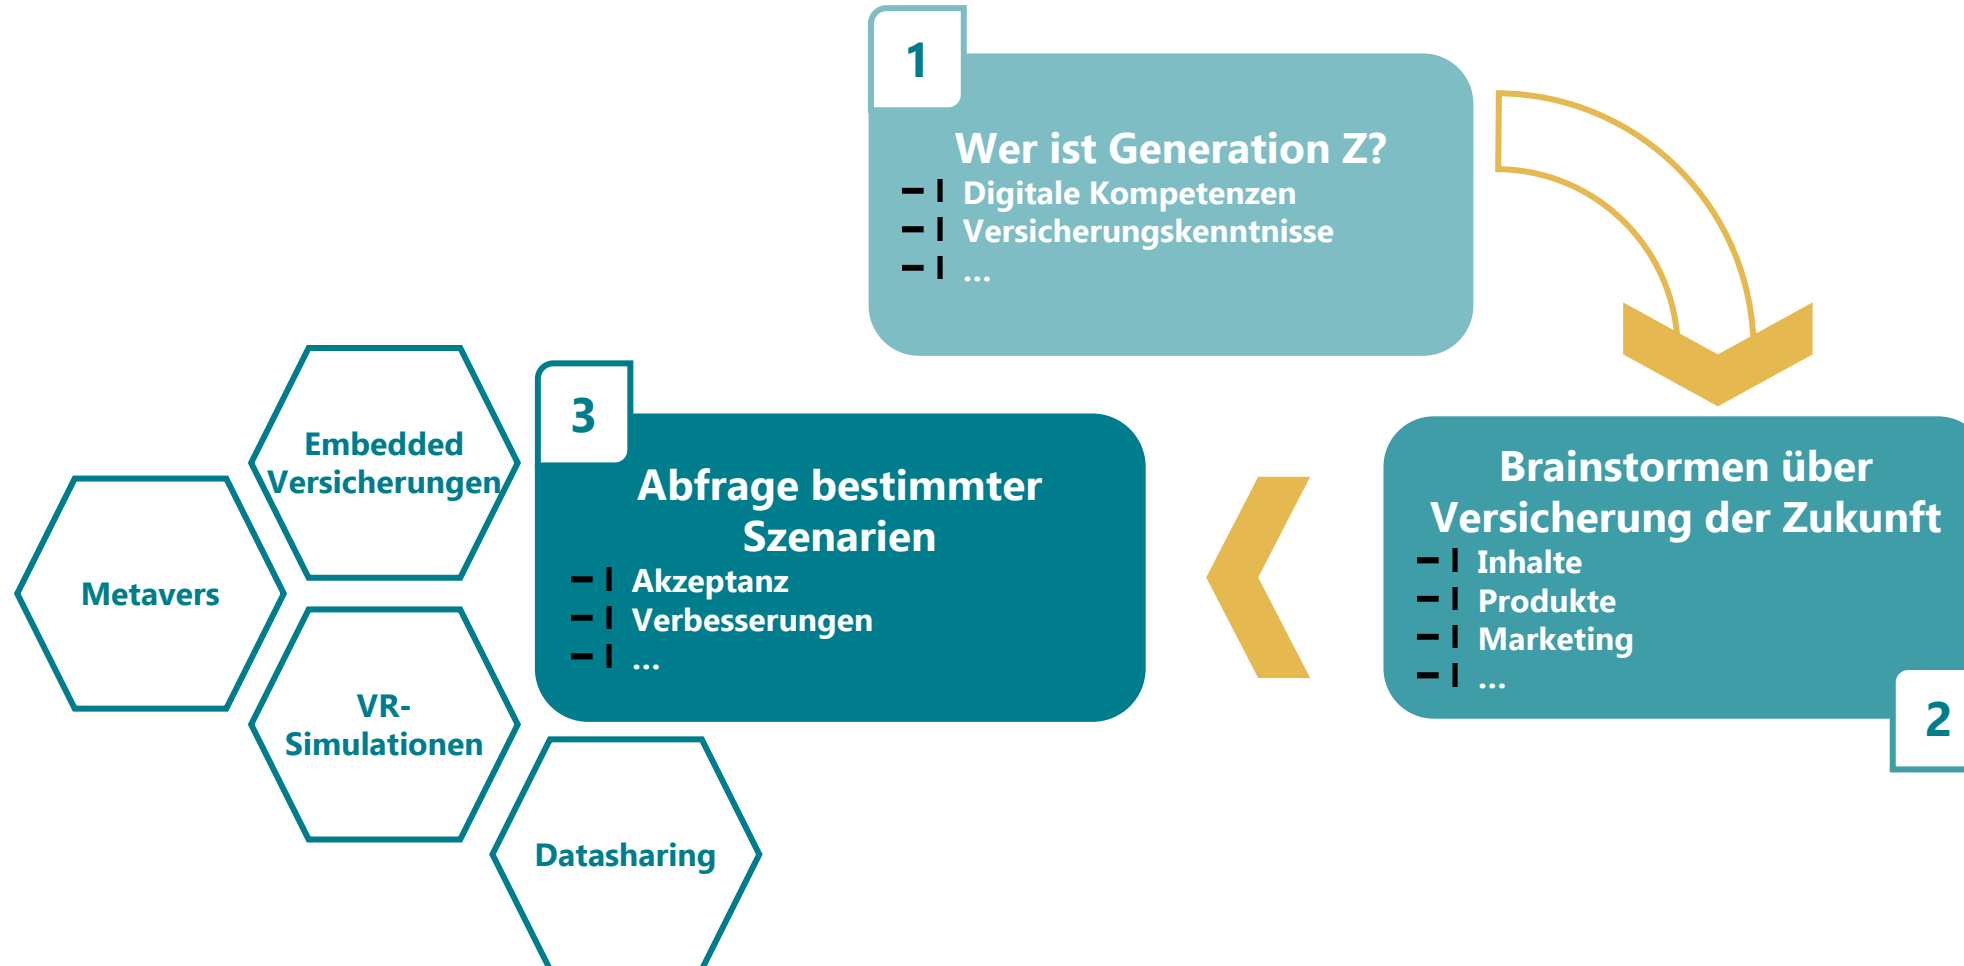 1
Wer ist Generation Z?
Digitale Kompetenzen
Versicherungskenntnisse
...
Brainstormen über
Versicherung der Zukunft
Inhalte
Produkte
Marketing
...
2
3
Abfrage bestimmter
Szenarien
Akzeptanz
Verbesserungen
...
Embedded
Versicherungen
Metavers
VR-
Simulationen
Datasharing